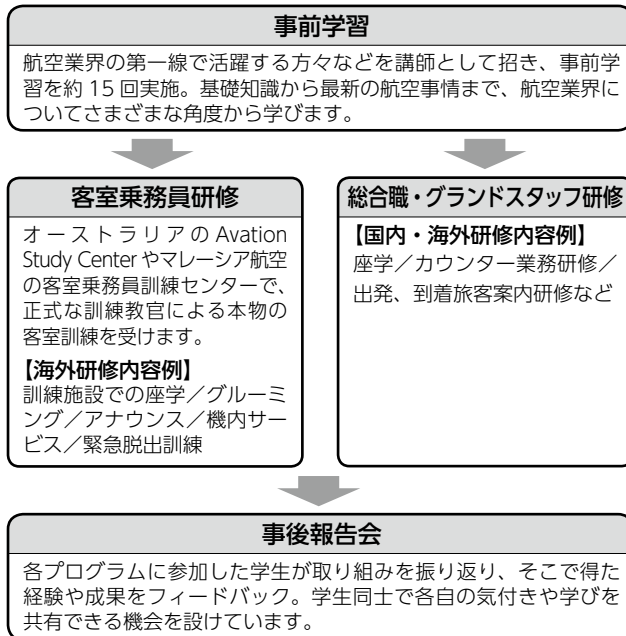 事前学習
航空業界の第一線で活躍する方々などを講師として招き、事前学
習を約 15 回実施。基礎知識から最新の航空事情まで、航空業界に
ついてさまざまな角度から学びます。
客室乗務員研修
オーストラリアの Avation
Study Center やマレーシア航空
の客室乗務員訓練センターで、
正式な訓練教官による本物の
客室訓練を受けます。
【海外研修内容例】
訓練施設での座学／グルーミ
ング／アナウンス／機内サー
ビス／緊急脱出訓練
総合職・グランドスタッフ研修
【国内・海外研修内容例】
座学／カウンター業務研修／
出発、到着旅客案内研修など
事後報告会
各プログラムに参加した学生が取り組みを振り返り、そこで得た
経験や成果をフィードバック。学生同士で各自の気付きや学びを
共有できる機会を設けています。